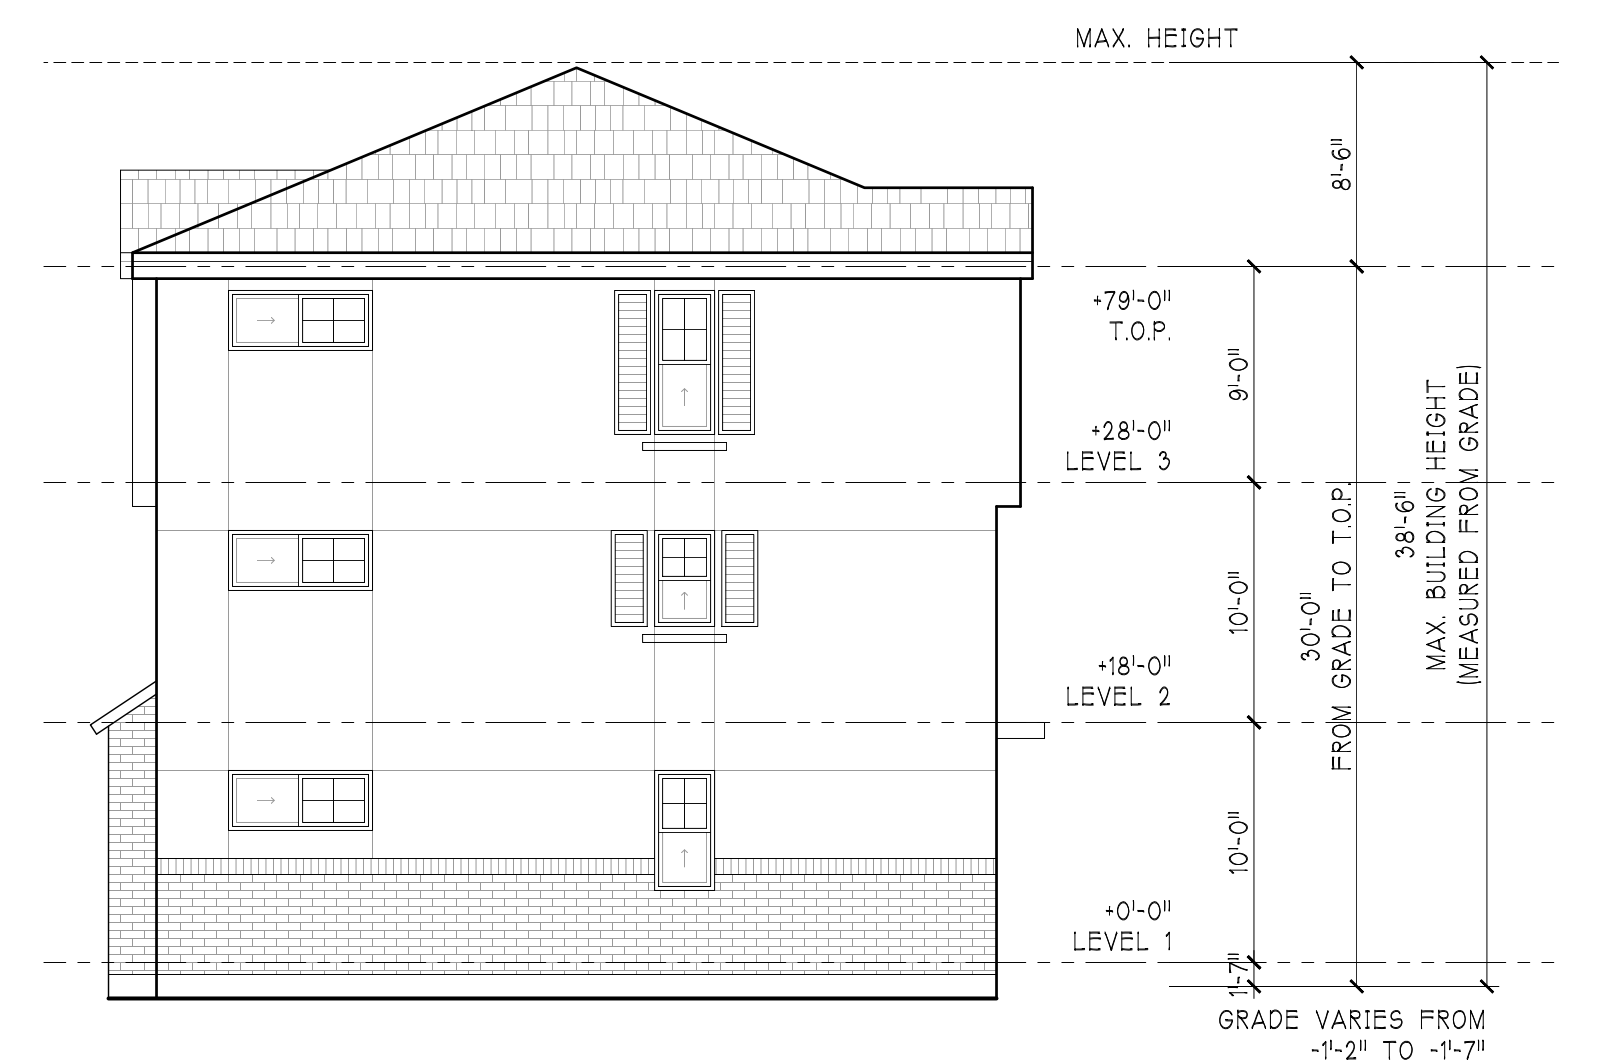 MAX. HEIGHT
8'-6"
+79'-0"
T.O.P.
9'-0"
+28'-0"
LEVEL 3
38'-6"
MAX. BUILDING HEIGHT
(MEASURED FROM GRADE)
30'-0"
FROM GRADE TO T.O.P.
10'-0"
+18'-0"
LEVEL 2
10'-0"
+0'-0"
LEVEL 1
1'-7"
GRADE VARIES FROM
-1'-2" TO -1'-7"